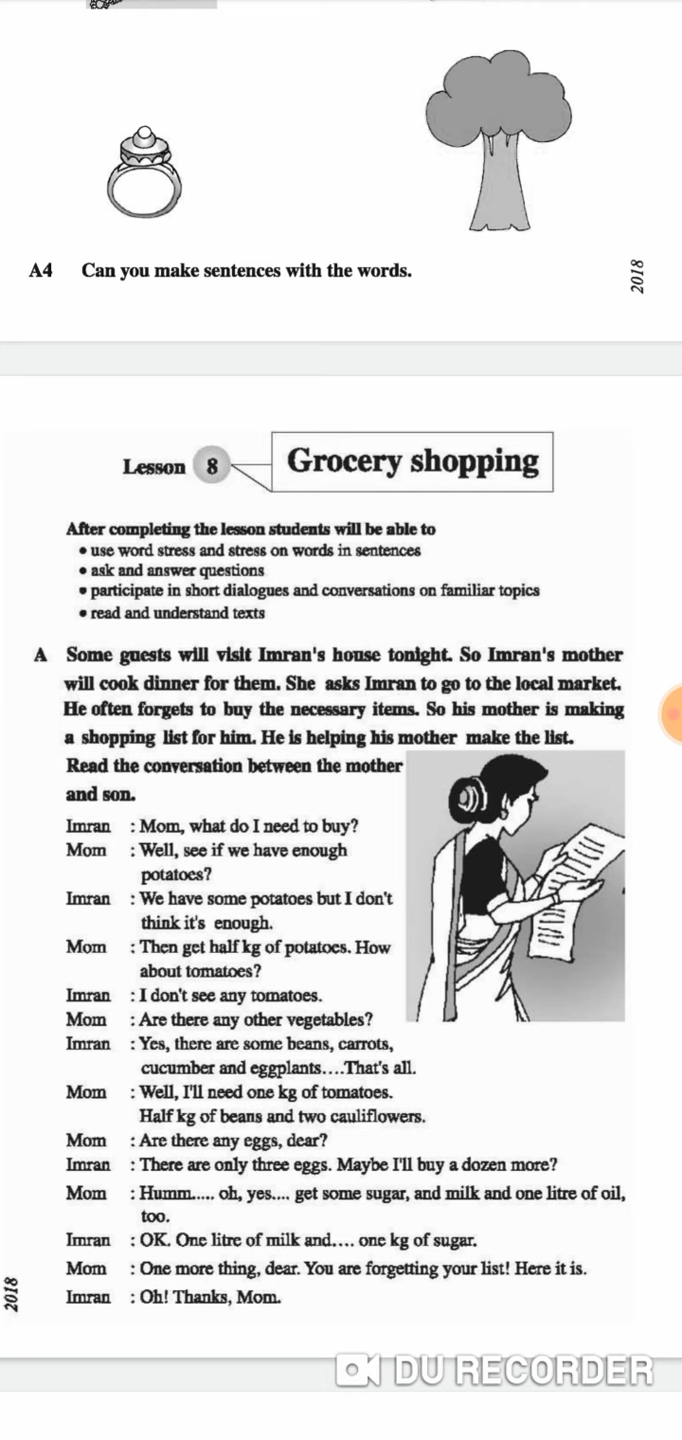 A4 Can you make sentences with the words.
2018
Lesson 8 Grocery shopping
After completing the lesson students will be able to
• use word stress and stress on words in sentences
• ask and answer questions
• participate in short dialogues and conversations on familiar topics
• read and understand texts
A Some guests will visit Imran's house tonight. So Imran's mother
will cook dinner for them. She asks Imran to go to the local market.
He often forgets to buy the necessary items. So his mother is making
a shopping list for him. He is helping his mother make the list.
Read the conversation between the mother
and son.
Imran : Mom, what do I need to buy?
Mom : Well, see if we have enough
potatoes?
Imran : We have some potatoes but I don't
think it's enough.
Mom : Then get half kg of potatoes. How
about tomatoes?
Imran : I don't see any tomatoes.
Mom : Are there any other vegetables?
Imran : Yes, there are some beans, carrots,
cucumber and eggplants....That's all.
Mom : Well, I'll need one kg of tomatoes.
Half kg of beans and two cauliflowers.
Mom : Are there any eggs, dear?
Imran : There are only three eggs. Maybe I'll buy a dozen more?
Mom : Humm..... oh, yes.... get some sugar, and milk and one litre of oil,
too.
Imran : OK. One litre of milk and.... one kg of sugar.
Mom : One more thing, dear. You are forgetting your list! Here it is.
Imran : Oh! Thanks, Mom.
2018
DU RECORDER